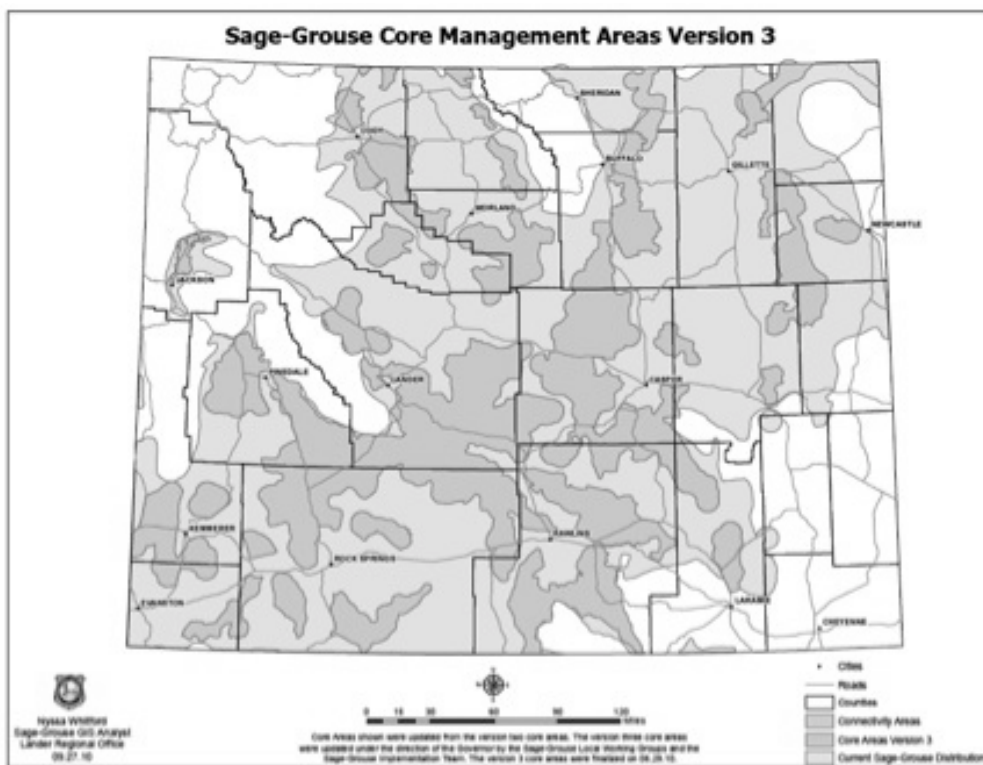 Sage-Grouse Core Management Areas Version 3
SHERIDAN
CODY
BUFFALO
GILLETTE
WORLAND
NEWCASTLE
JACKSON
PINEDALE
LANDER
CASPER
KEMMERER
RAWLINS
ROCK SPRINGS
EVANSTON
LARAMIE
CHEYENNE
Nyssa Whitford
Sage-Grouse GIS Analyst
Lander Regional Office
09.27.10
0 15 30 60 90 120
Miles
Core Areas shown were updated from the version two core areas. The version three core areas
were updated under the direction of the Governor by the Sage-Grouse Local Working Groups and the
Sage-Grouse Implementation Team. The version 3 core areas were finalized on
Cities
Roads
Counties
Connectivity Areas
Core Areas Version 3
Current Sage-Grouse Distribution